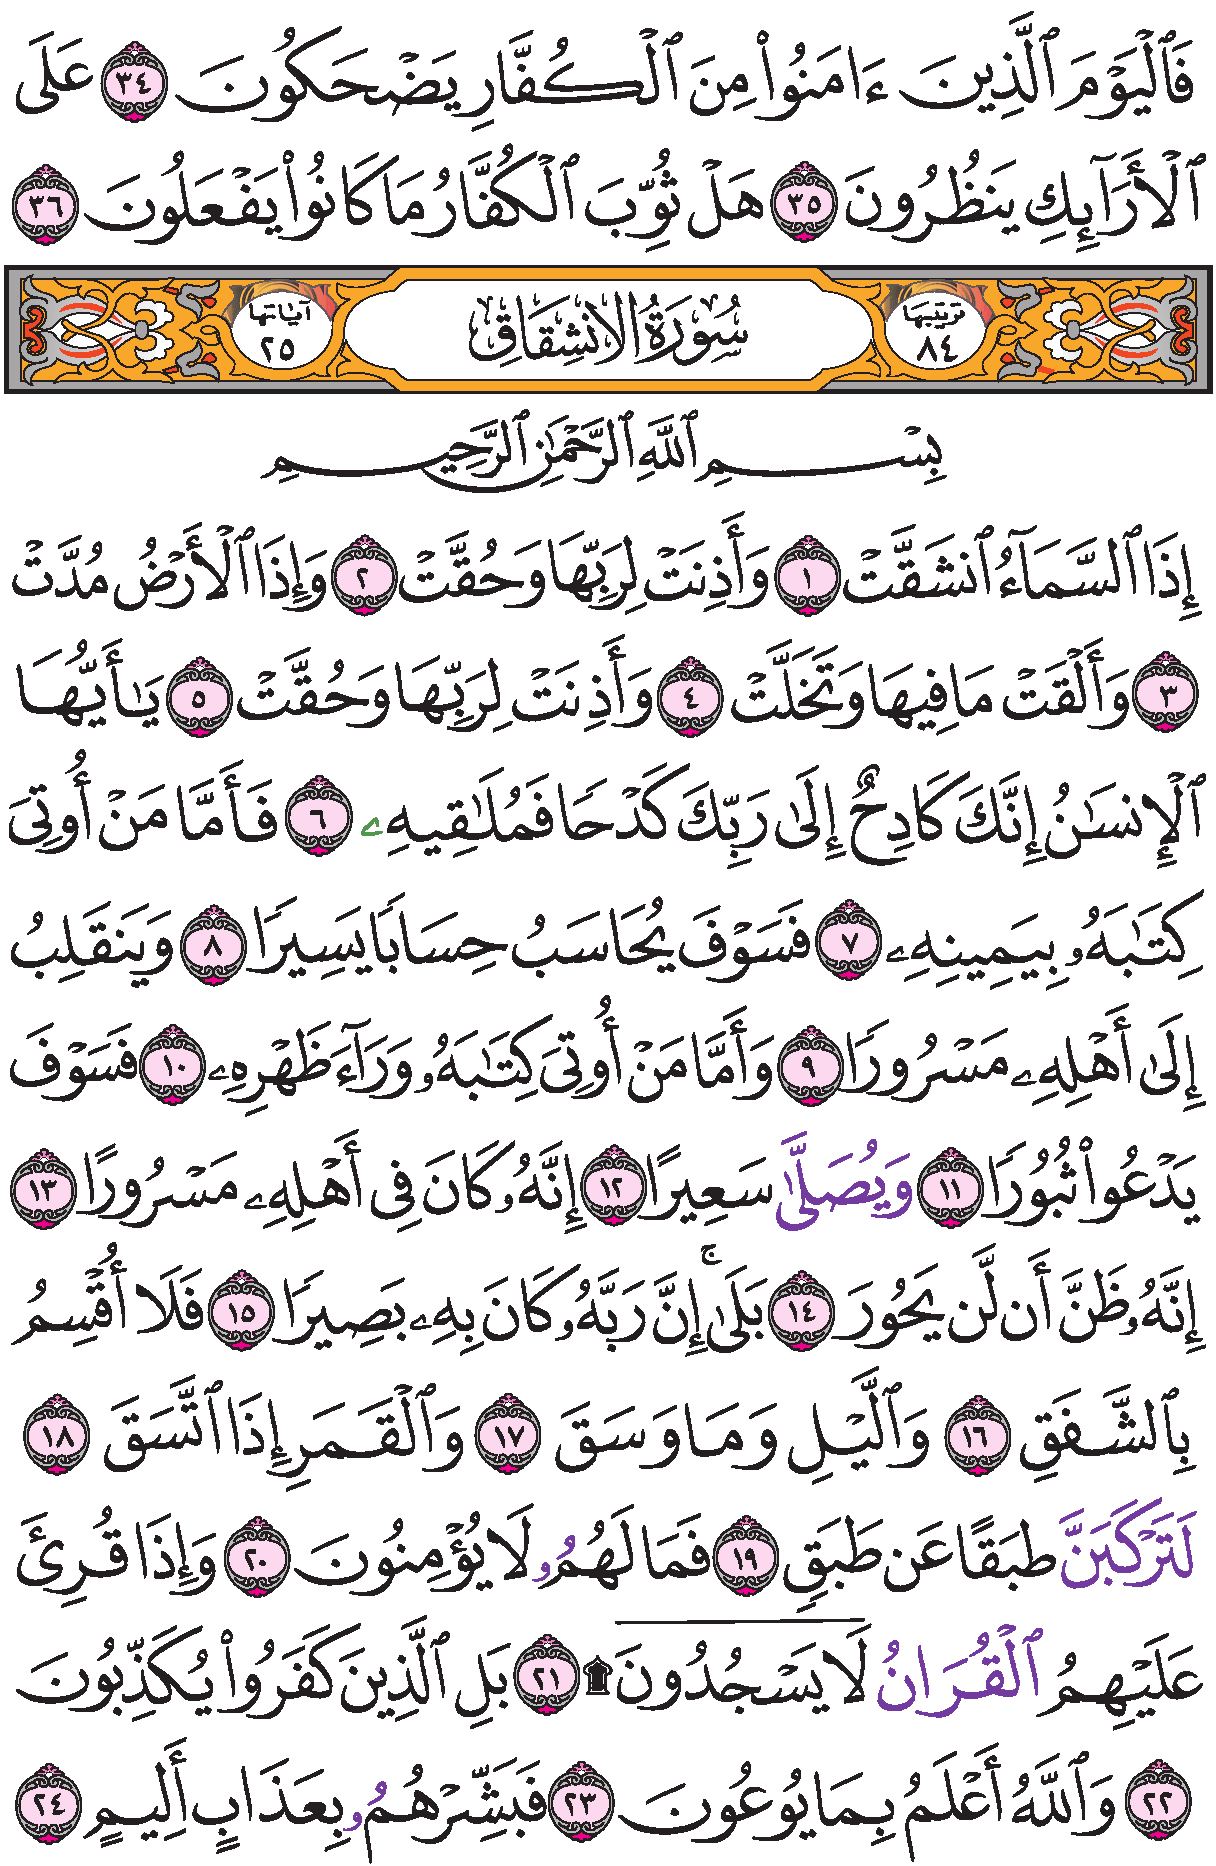 فَٱلْيَوْمَ ٱلَّذِينَ ءَامَنُوا۟ مِنَ ٱلْكُفَّارِ يَضْحَكُونَ ٣٤ عَلَى
ٱلْأَرَآئِكِ يَنظُرُونَ ٣٥ هَلْ ثُوِّبَ ٱلْكُفَّارُ مَا كَانُوا۟ يَفْعَلُونَ ٣٦
ترتيبها ٨٤ سُورَةُ الانشِقَاقِ آياتها ٢٥
بِسْمِ ٱللَّهِ ٱلرَّحْمَٰنِ ٱلرَّحِيمِ
إِذَا ٱلسَّمَآءُ ٱنشَقَّتْ ١ وَأَذِنَتْ لِرَبِّهَا وَحُقَّتْ ٢ وَإِذَا ٱلْأَرْضُ مُدَّتْ
٣ وَأَلْقَتْ مَا فِيهَا وَتَخَلَّتْ ٤ وَأَذِنَتْ لِرَبِّهَا وَحُقَّتْ ٥ يَٰٓأَيُّهَا
ٱلْإِنسَٰنُ إِنَّكَ كَادِحٌ إِلَىٰ رَبِّكَ كَدْحًا فَمُلَٰقِيهِۦ ٦ فَأَمَّا مَنْ أُوتِىَ
كِتَٰبَهُۥ بِيَمِينِهِۦ ٧ فَسَوْفَ يُحَاسَبُ حِسَابًا يَسِيرًا ٨ وَيَنقَلِبُ
إِلَىٰٓ أَهْلِهِۦ مَسْرُورًا ٩ وَأَمَّا مَنْ أُوتِىَ كِتَٰبَهُۥ وَرَآءَ ظَهْرِهِۦ ١٠ فَسَوْفَ
يَدْعُوا۟ ثُبُورًا ١١ وَيُصَلَّىٰ سَعِيرًا ١٢ إِنَّهُۥ كَانَ فِىٓ أَهْلِهِۦ مَسْرُورًا ١٣
إِنَّهُۥ ظَنَّ أَن لَّن يَحُورَ ١٤ بَلَىٰٓۚ إِنَّ رَبَّهُۥ كَانَ بِهِۦ بَصِيرًا ١٥ فَلَآ أُقْسِمُ
بِٱلشَّفَقِ ١٦ وَٱلَّيْلِ وَمَا وَسَقَ ١٧ وَٱلْقَمَرِ إِذَا ٱتَّسَقَ ١٨
لَتَرْكَبَنَّ طَبَقًا عَن طَبَقٍ ١٩ فَمَا لَهُمُۥ لَا يُؤْمِنُونَ ٢٠ وَإِذَا قُرِئَ
عَلَيْهِمُ ٱلْقُرَانُ لَا يَسْجُدُونَ ۩ ٢١ بَلِ ٱلَّذِينَ كَفَرُوا۟ يُكَذِّبُونَ
٢٢ وَٱللَّهُ أَعْلَمُ بِمَا يُوعُونَ ٢٣ فَبَشِّرْهُمُۥ بِعَذَابٍ أَلِيمٍ ٢٤